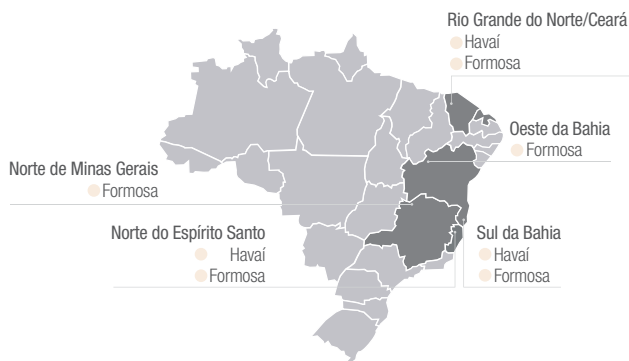 Rio Grande do Norte/Ceará
Havaí
Formosa
Oeste da Bahia
Formosa
Norte de Minas Gerais
Formosa
Norte do Espírito Santo
Havaí
Formosa
Sul da Bahia
Havaí
Formosa